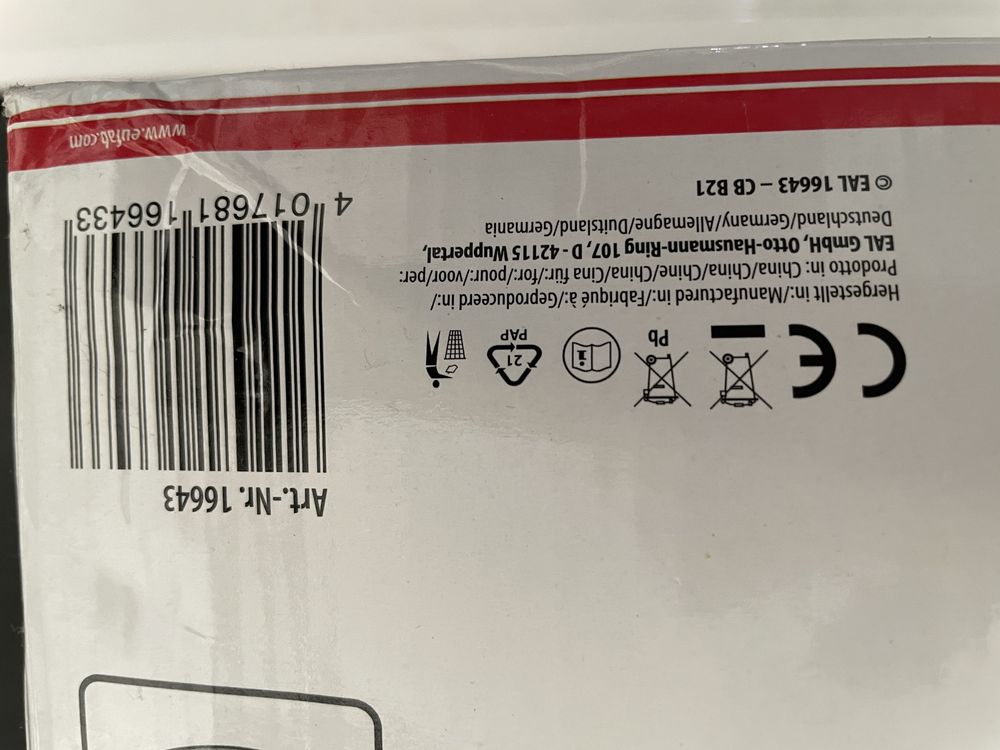 Art.-Nr. 16643
4 017681 166433
Pb
21
PAP
Hergestellt in:/Manufactured in:/Fabriqué à:/Geproduceerd in:/
Prodotto in: China/China/Chine/China/Cina für:/for:/pour:/voor/per:
EAL GmbH, Otto-Hausmann-Ring 107, D - 42115 Wuppertal,
Deutschland/Germany/Allemagne/Duitsland/Germania
© EAL 16643 – CB B21
www.eufab.com